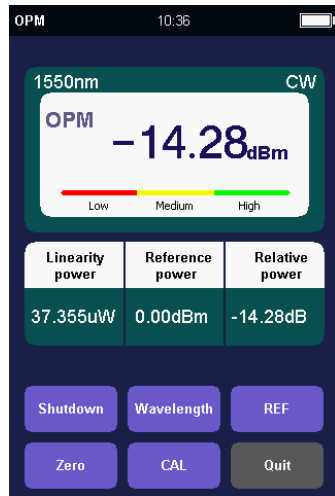 OPM 10:36
1550nm CW
OPM
-14.28dBm
Low Medium High
Linearity power Reference power Relative power
37.355uW 0.00dBm -14.28dB
Shutdown Wavelength REF
Zero CAL Quit